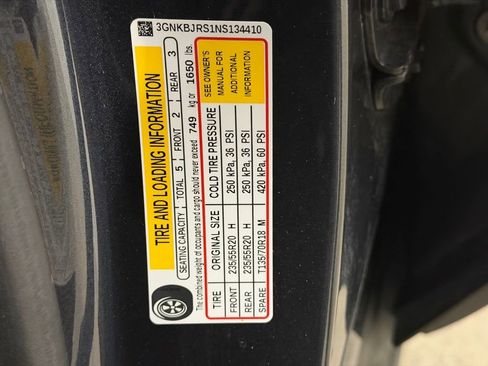 3GNKBJRS1NS134410
TIRE AND LOADING INFORMATION
SEATING CAPACITY TOTAL 5 FRONT 2 REAR 3
The combined weight of occupants and cargo should never exceed 749 kg or 1650 lbs.
TIRE ORIGINAL SIZE COLD TIRE PRESSURE SEE OWNER'S MANUAL FOR ADDITIONAL INFORMATION
FRONT 235/55R20 H 250 kPa, 36 PSI
REAR 235/55R20 H 250 kPa, 36 PSI
SPARE T135/70R18 M 420 kPa, 60 PSI